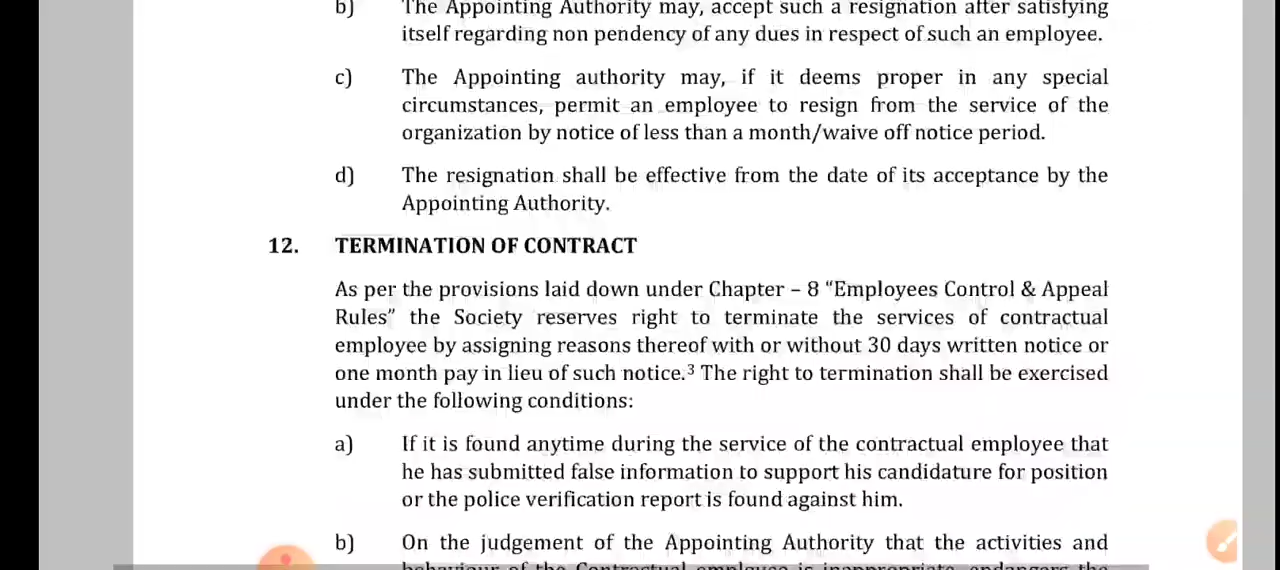 b) The Appointing Authority may, accept such a resignation after satisfying
itself regarding non pendency of any dues in respect of such an employee.
c) The Appointing authority may, if it deems proper in any special
circumstances, permit an employee to resign from the service of the
organization by notice of less than a month/waive off notice period.
d) The resignation shall be effective from the date of its acceptance by the
Appointing Authority.
12. TERMINATION OF CONTRACT
As per the provisions laid down under Chapter – 8 “Employees Control & Appeal
Rules” the Society reserves right to terminate the services of contractual
employee by assigning reasons thereof with or without 30 days written notice or
one month pay in lieu of such notice.³ The right to termination shall be exercised
under the following conditions:
a) If it is found anytime during the service of the contractual employee that
he has submitted false information to support his candidature for position
or the police verification report is found against him.
b) On the judgement of the Appointing Authority that the activities and
behaviour of the Contractual employee is inappropriate, endangers the